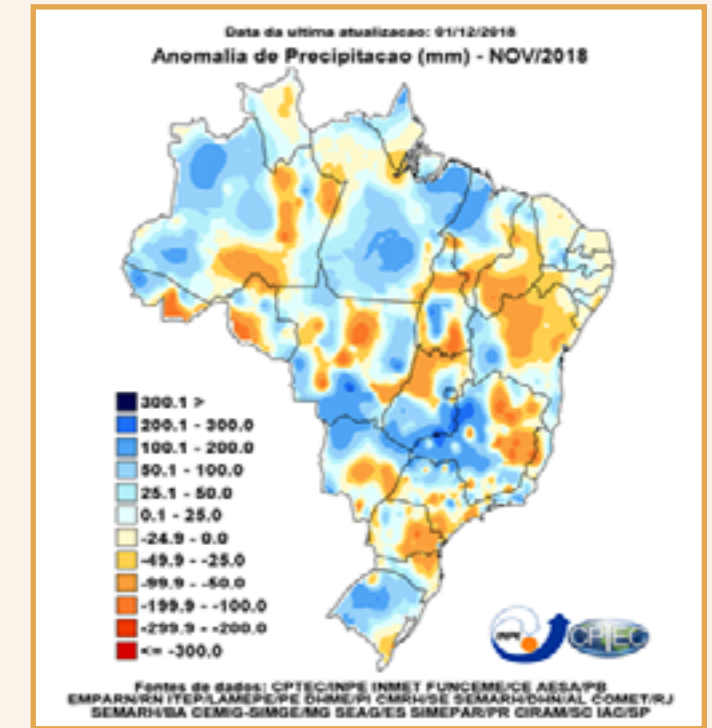 Data da ultima atualizacao: 01/12/2018
Anomalia de Precipitacao (mm) - NOV/2018
300.1 >
200.1 - 300.0
100.1 - 200.0
50.1 - 100.0
25.1 - 50.0
0.1 - 25.0
-24.9 - 0.0
-49.9 - -25.0
-99.9 - -50.0
-199.9 - -100.0
-299.9 - -200.0
<= -300.0
INPE CPTEC
Fontes de dados: CPTEC/INPE INMET FUNCEME/CE AESA/PB
EMPARN/RN ITEP/LAMEPE/PE DHME/PI CMRH/SE SEMARH/DHN/AL COMET/RJ
SEMARH/BA CEMIG-SIMGE/MG SEAG/ES SIMEPAR/PR CIRAM/SC IAC/SP